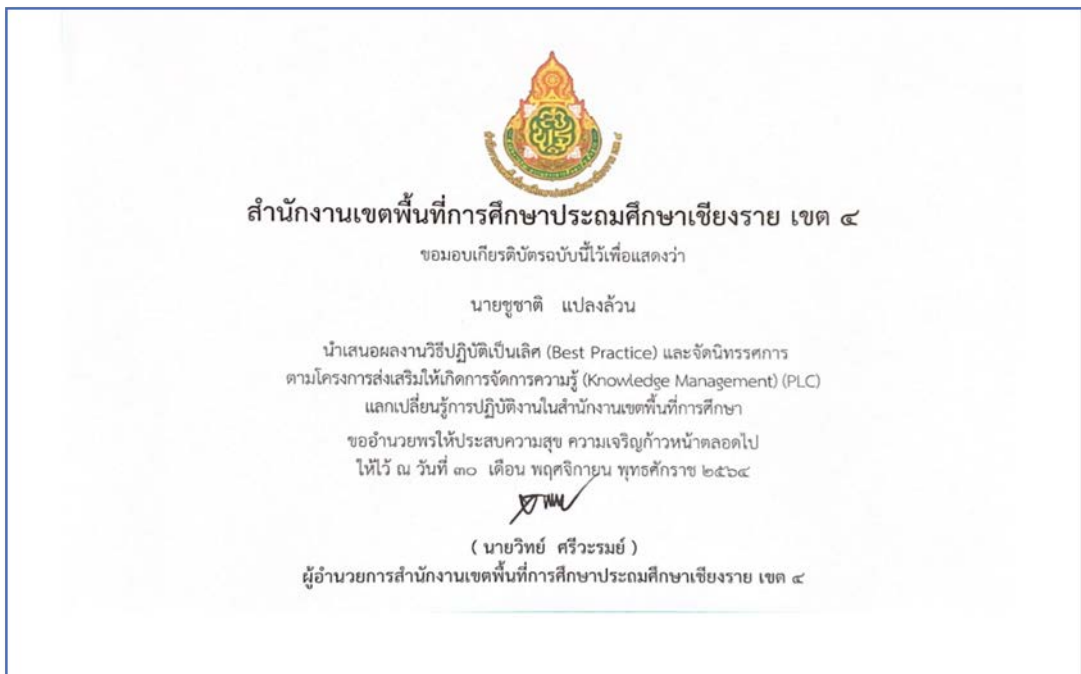 สำนักงานเขตพื้นที่การศึกษาประถมศึกษาเชียงราย เขต ๔
ขอมอบเกียรติบัตรฉบับนี้ไว้เพื่อแสดงว่า
นายชูชาติ แปลงล้วน
นำเสนอผลงานวิธีปฏิบัติเป็นเลิศ (Best Practice) และจัดนิทรรศการ
ตามโครงการส่งเสริมให้เกิดการจัดการความรู้ (Knowledge Management) (PLC)
แลกเปลี่ยนรู้การปฏิบัติงานในสำนักงานเขตพื้นที่การศึกษา
ขออำนวยพรให้ประสบความสุข ความเจริญก้าวหน้าตลอดไป
ให้ไว้ ณ วันที่ ๓๐ เดือน พฤศจิกายน พุทธศักราช ๒๕๖๔
( นายวิทย์ ศรีวะรมย์ )
ผู้อำนวยการสำนักงานเขตพื้นที่การศึกษาประถมศึกษาเชียงราย เขต ๔